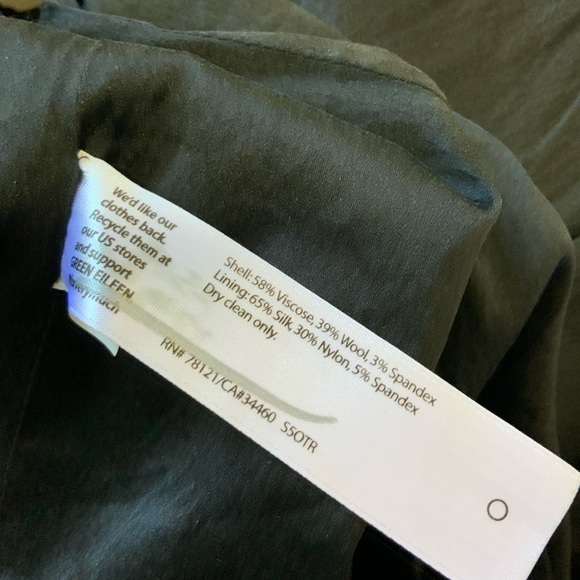 We'd like our
clothes back.
Recycle them at
our US stores
and support
GREEN EILEEN
Shell: 58% Viscose, 39% Wool, 3% Spandex
Lining: 65% Silk, 30% Nylon, 5% Spandex
Dry clean only.
RN# 78121/CA#34460 S5OTR